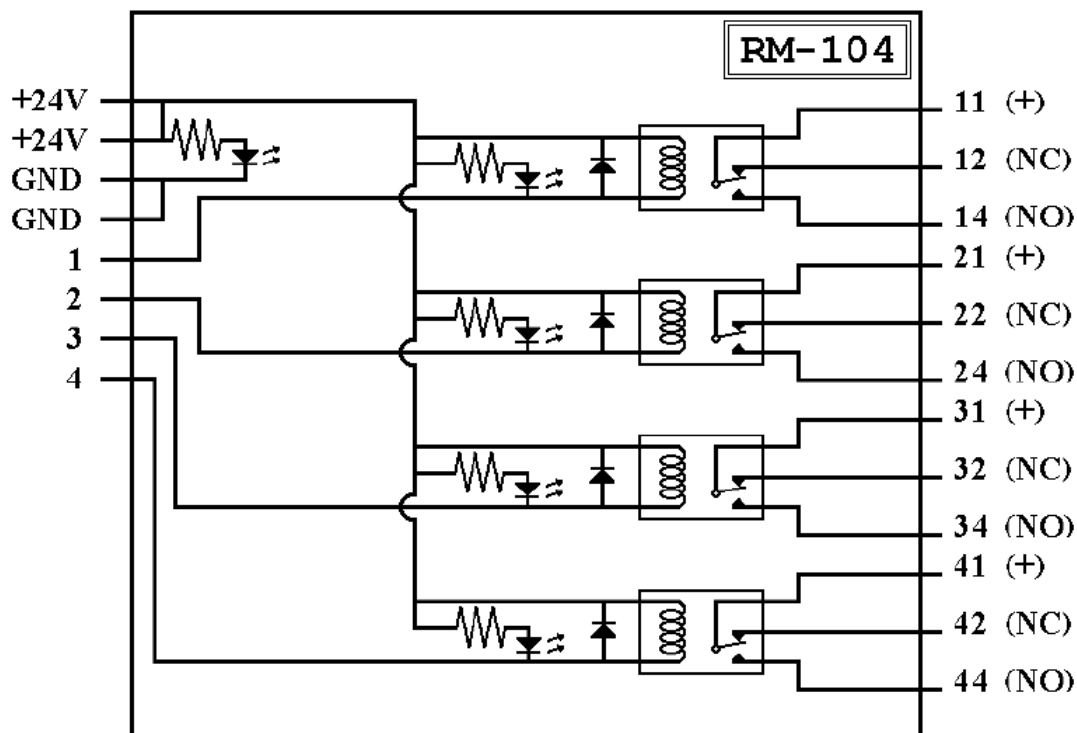 RM-104
+24V
+24V
GND
GND
1
2
3
4
11 (+)
12 (NC)
14 (NO)
21 (+)
22 (NC)
24 (NO)
31 (+)
32 (NC)
34 (NO)
41 (+)
42 (NC)
44 (NO)